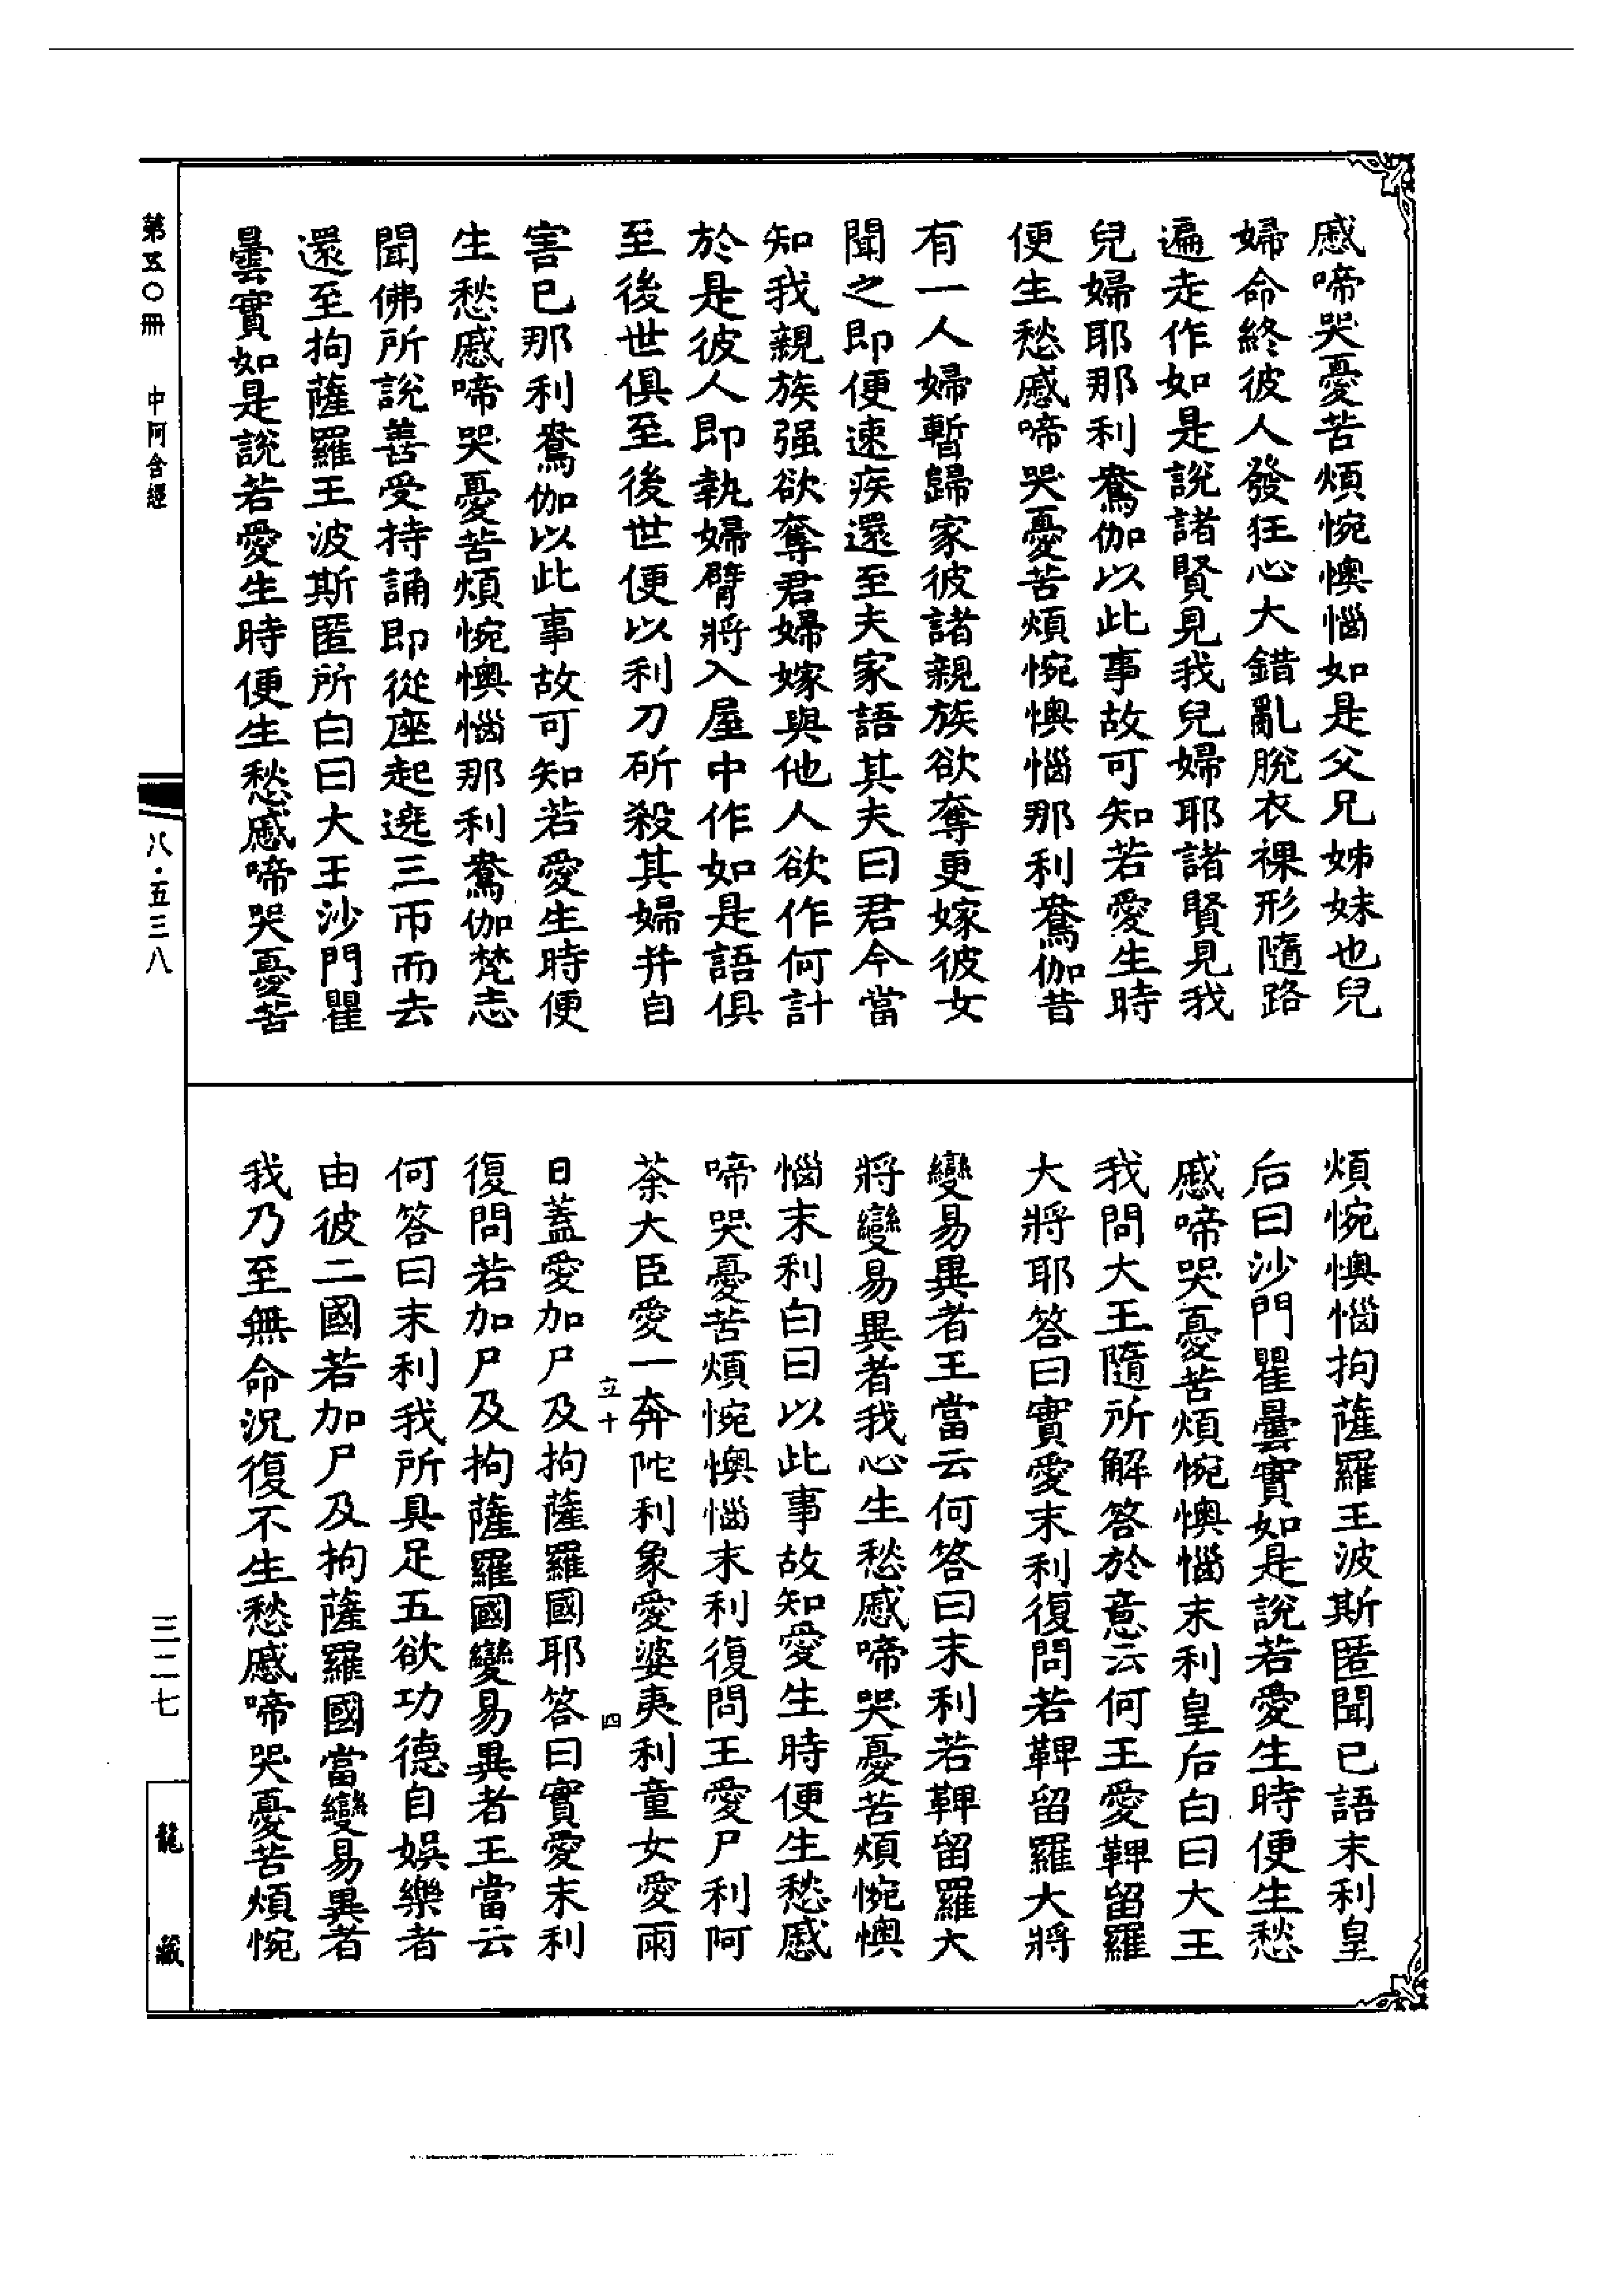 慼啼哭憂苦煩惋懊惱如是父兄姊妹也兒
婦命終彼人發狂心大錯亂脫衣裸形隨路
遍走作如是說諸賢見我兒婦耶諸賢見我
兒婦耶那利鴦伽以此事故可知若愛生時
便生愁慼啼哭憂苦煩惋懊惱那利鴦伽昔
有一人婦暫歸家彼諸親族欲奪更嫁彼女
聞之即便速疾還至夫家語其夫曰君今當
知我親族强欲奪君婦嫁與他人欲作何計
於是彼人即執婦臂將入屋中作如是語俱
至後世俱至後世便以利刀斫殺其婦并自
害已那利鴦伽以此事故可知若愛生時便
生愁慼啼哭憂苦煩惋懊惱那利鴦伽梵志
聞佛所說善受持誦即從座起遶三帀而去
還至拘薩羅王波斯匿所白曰大王沙門瞿
曇實如是說若愛生時便生愁慼啼哭憂苦
煩惋懊惱拘薩羅王波斯匿聞已語末利皇
后曰沙門瞿曇實如是說若愛生時便生愁
慼啼哭憂苦煩惋懊惱末利皇后白曰大王
我問大王隨所解答於意云何王愛鞞留羅
大將耶答曰實愛末利復問若鞞留羅大將
變易異者王當云何答曰末利若鞞留羅大
將變易異者我心生愁慼啼哭憂苦煩惋懊
惱末利白曰以此事故知愛生時便生愁慼
啼哭憂苦煩惋懊惱末利復問王愛尸利阿
荼大臣愛一奔陀利象愛婆夷利童女愛雨
立十 四
日蓋愛加尸及拘薩羅國耶答曰實愛末利
復問若加尸及拘薩羅國變易異者王當云
何答曰末利我所具足五欲功德自娛樂者
由彼二國若加尸及拘薩羅國當變易異者
我乃至無命況復不生愁慼啼哭憂苦煩惋
第五〇冊 中阿含經
八·五三八
三二七
龍藏